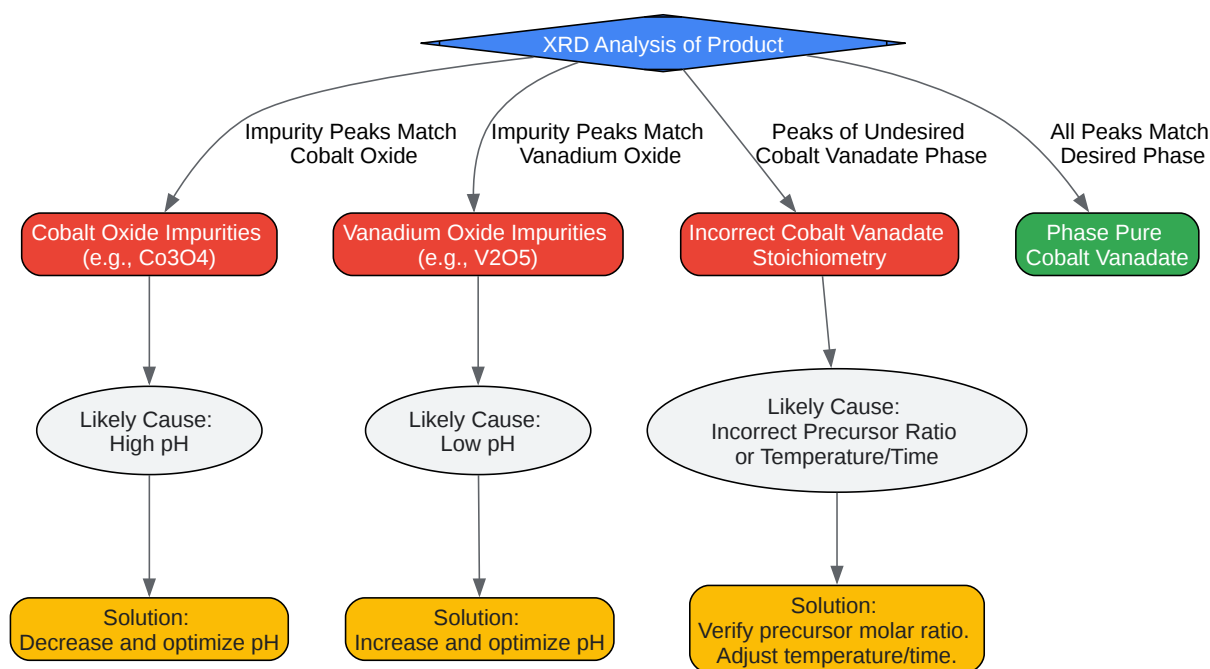 XRD Analysis of Product
Impurity Peaks Match
Cobalt Oxide
Impurity Peaks Match
Vanadium Oxide
Peaks of Undesired
Cobalt Vanadate Phase
All Peaks Match
Desired Phase
Cobalt Oxide Impurities
(e.g., Co3O4)
Vanadium Oxide Impurities
(e.g., V2O5)
Incorrect Cobalt Vanadate
Stoichiometry
Phase Pure
Cobalt Vanadate
Likely Cause:
High pH
Likely Cause:
Low pH
Likely Cause:
Incorrect Precursor Ratio
or Temperature/Time
Solution:
Decrease and optimize pH
Solution:
Increase and optimize pH
Solution:
Verify precursor molar ratio.
Adjust temperature/time.